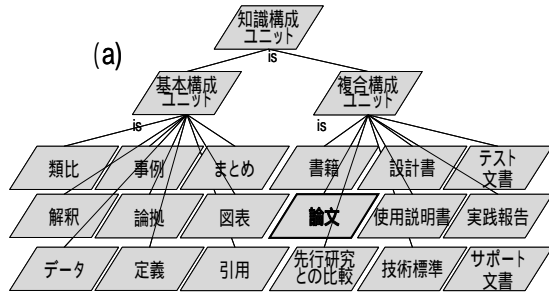 知識構成
ユニット
(a)
is
基本構成
ユニット
複合構成
ユニット
is
is
類比
事例
まとめ
書籍
設計書
テスト
文書
解釈
論拠
図表
論文
使用説明書
実践報告
データ
定義
引用
先行研究
との比較
技術標準
サポート
文書